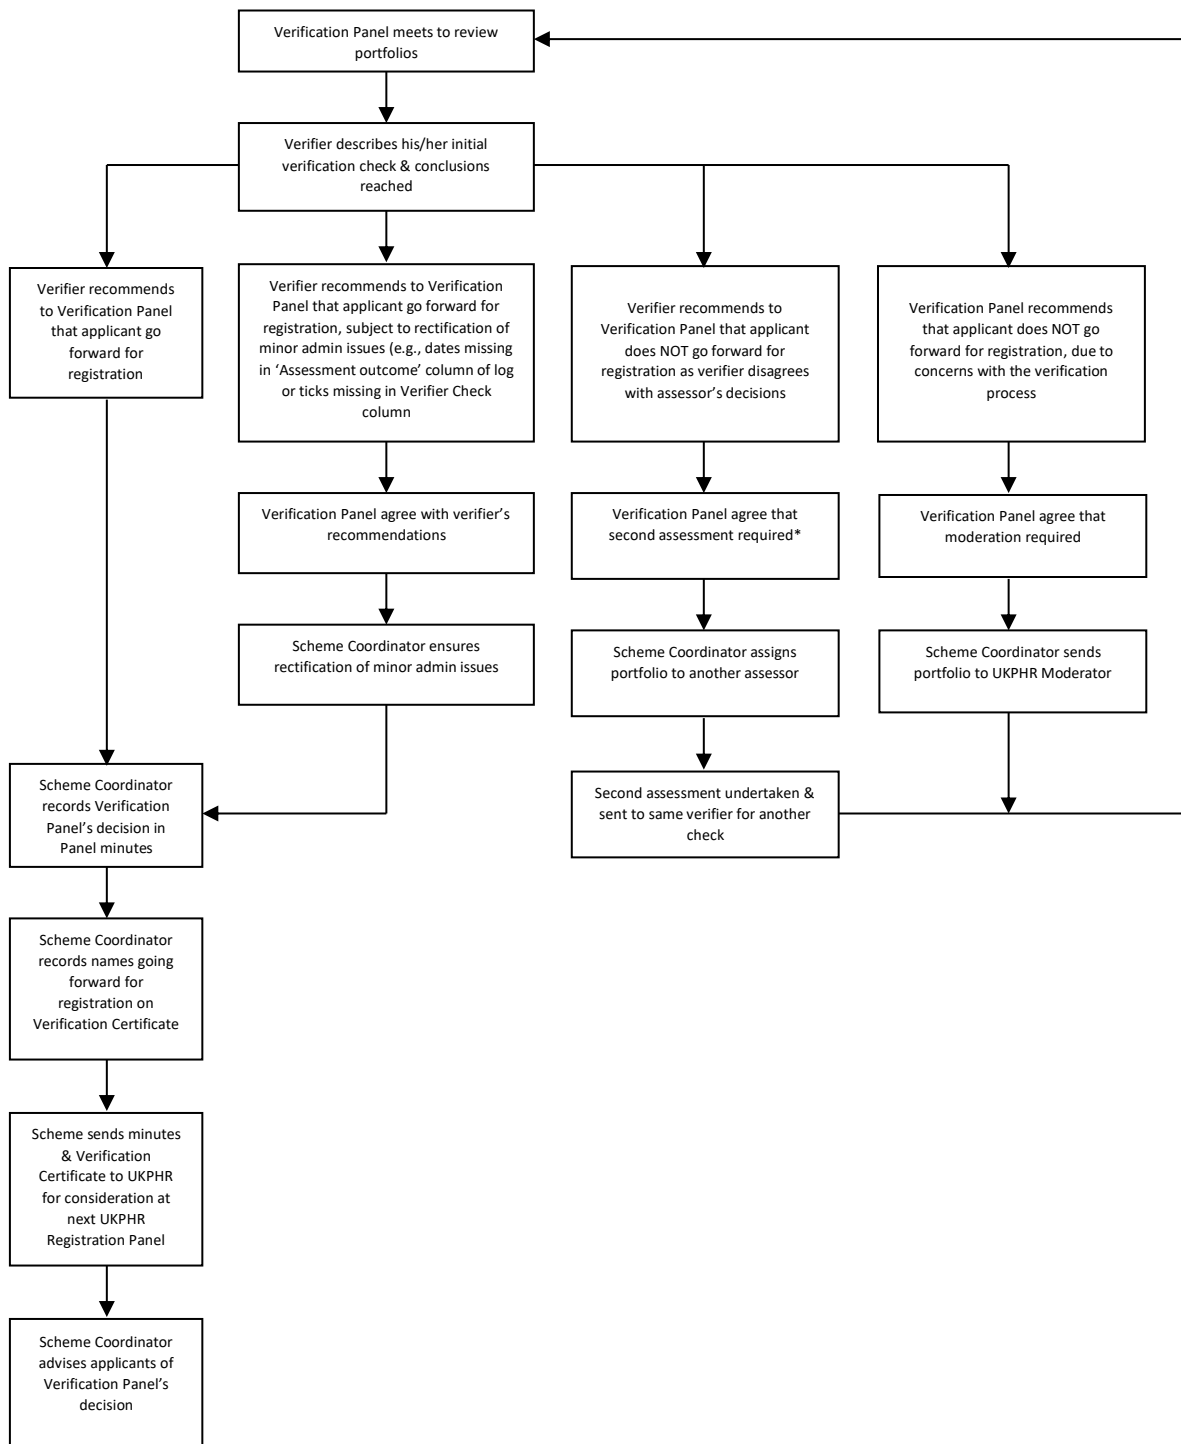 Verification Panel meets to review
portfolios
Verifier describes his/her initial
verification check & conclusions
reached
Verifier recommends
to Verification Panel
that applicant go
forward for
registration
Verifier recommends to Verification
Panel that applicant go forward for
registration, subject to rectification of
minor admin issues (e.g., dates missing
in ‘Assessment outcome’ column of log
or ticks missing in Verifier Check
column
Verifier recommends to
Verification Panel that applicant
does NOT go forward for
registration as verifier disagrees
with assessor’s decisions
Verification Panel recommends
that applicant does NOT go
forward for registration, due to
concerns with the verification
process
Verification Panel agree with verifier’s
recommendations
Verification Panel agree that
second assessment required*
Verification Panel agree that
moderation required
Scheme Coordinator ensures
rectification of minor admin issues
Scheme Coordinator assigns
portfolio to another assessor
Scheme Coordinator sends
portfolio to UKPHR Moderator
Scheme Coordinator
records Verification
Panel’s decision in
Panel minutes
Second assessment undertaken &
sent to same verifier for another
check
Scheme Coordinator
records names going
forward for
registration on
Verification Certificate
Scheme sends minutes
& Verification
Certificate to UKPHR
for consideration at
next UKPHR
Registration Panel
Scheme Coordinator
advises applicants of
Verification Panel’s
decision